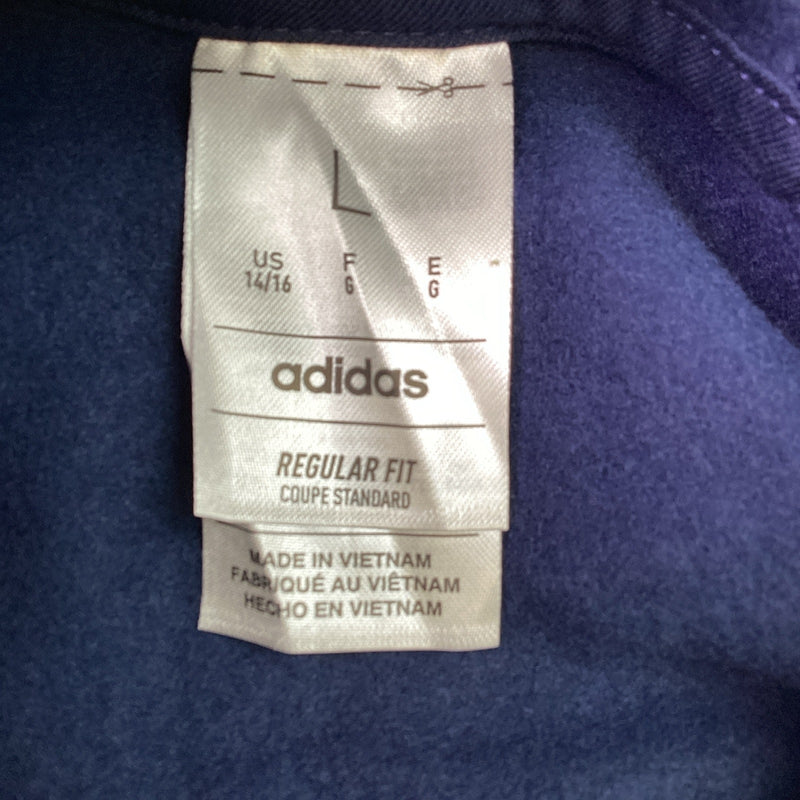 L
US F E
14/16 G G
adidas
REGULAR FIT
COUPE STANDARD
MADE IN VIETNAM
FABRIQUÉ AU VIÊTNAM
HECHO EN VIETNAM